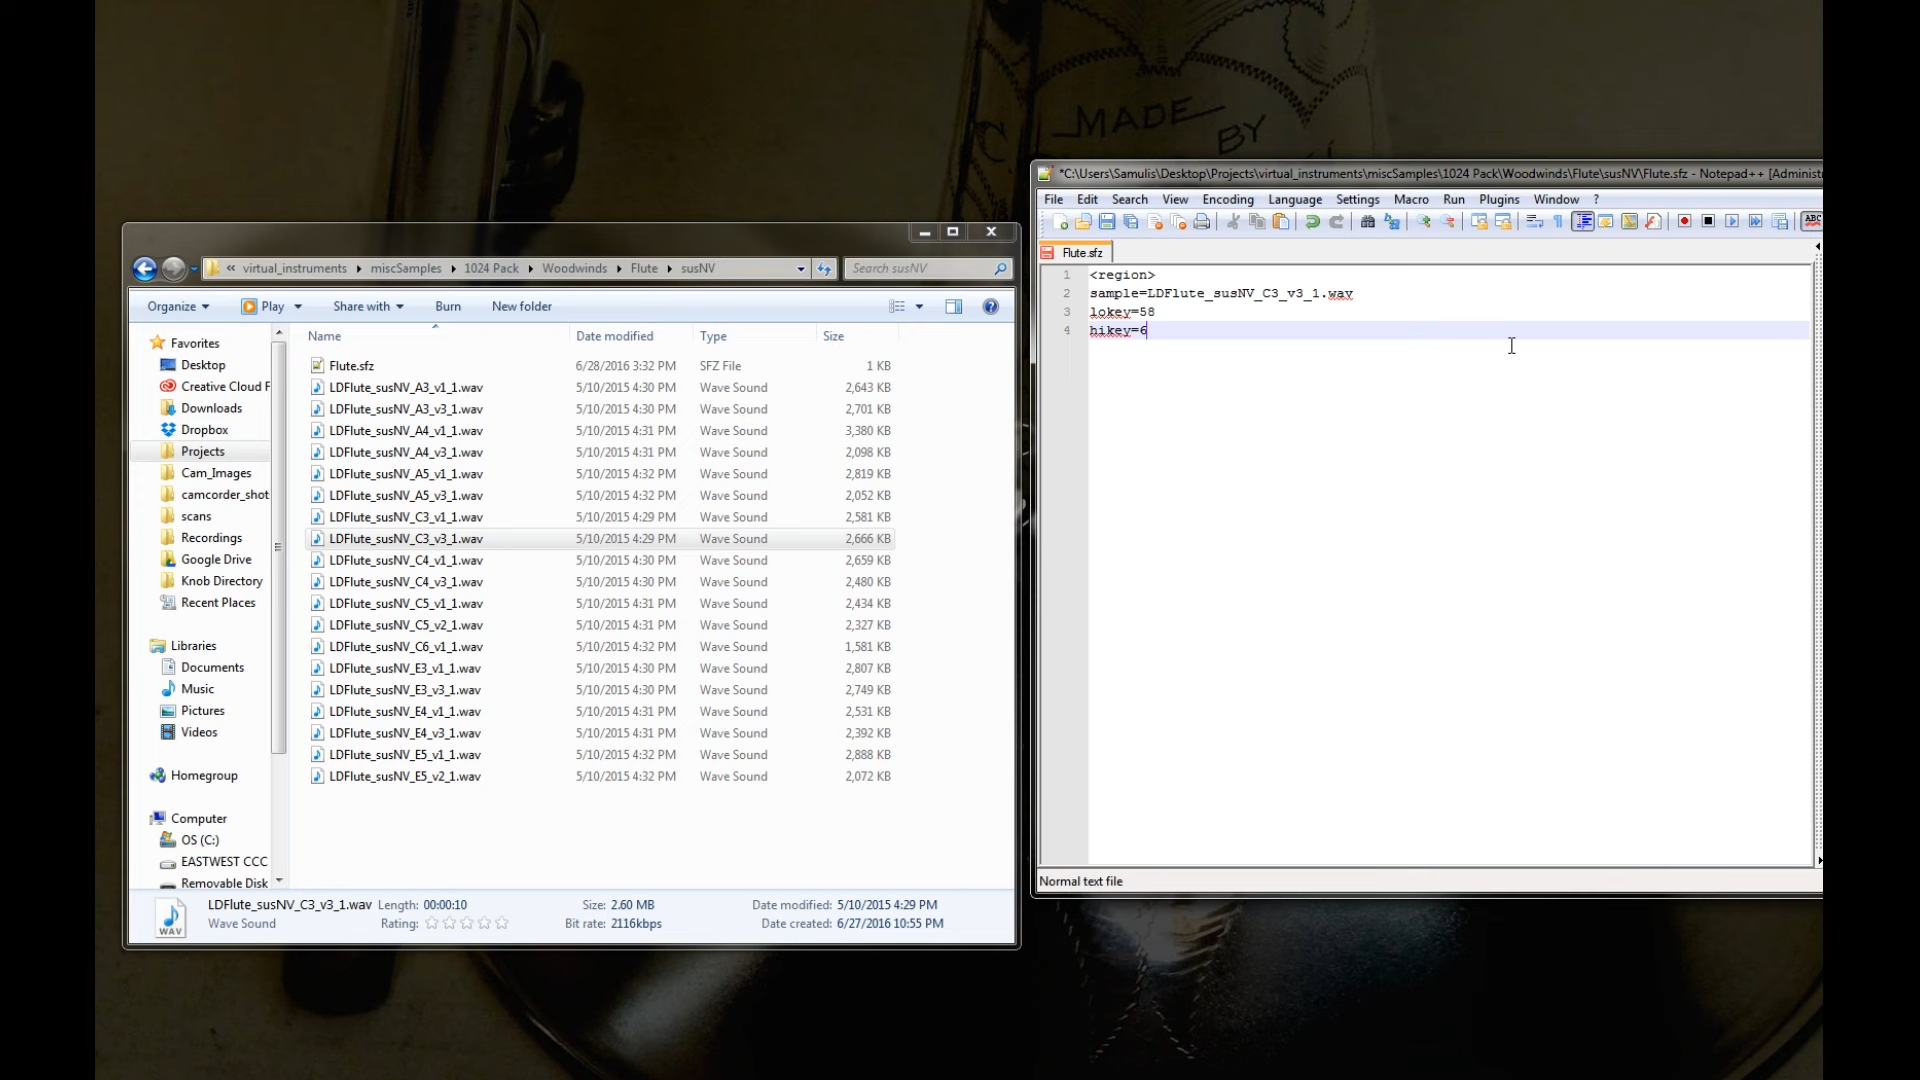 MADE
BY
*C:\Users\Samulis\Desktop\Projects\virtual_instruments\miscSamples\1024 Pack\Woodwinds\Flute\susNV\Flute.sfz - Notepad++ [Administr
File Edit Search View Encoding Language Settings Macro Run Plugins Window ?
ABC
Flute.sfz
1 <region>
2 sample=LDFlute_susNV_C3_v3_1.wav
3 lokey=58
4 hikey=6
Normal text file
« virtual_instruments miscSamples 1024 Pack Woodwinds Flute susNV Search susNV
Organize Play Share with Burn New folder
Favorites
Desktop
Creative Cloud F
Downloads
Dropbox
Projects
Cam_Images
camcorder_shot
scans
Recordings
Google Drive
Knob Directory
Recent Places
Libraries
Documents
Music
Pictures
Videos
Homegroup
Computer
OS (C:)
EASTWEST CCC
Removable Disk
Name Date modified Type Size
Flute.sfz 6/28/2016 3:32 PM SFZ File 1 KB
LDFlute_susNV_A3_v1_1.wav 5/10/2015 4:30 PM Wave Sound 2,643 KB
LDFlute_susNV_A3_v3_1.wav 5/10/2015 4:30 PM Wave Sound 2,701 KB
LDFlute_susNV_A4_v1_1.wav 5/10/2015 4:31 PM Wave Sound 3,380 KB
LDFlute_susNV_A4_v3_1.wav 5/10/2015 4:31 PM Wave Sound 2,098 KB
LDFlute_susNV_A5_v1_1.wav 5/10/2015 4:32 PM Wave Sound 2,819 KB
LDFlute_susNV_A5_v3_1.wav 5/10/2015 4:32 PM Wave Sound 2,052 KB
LDFlute_susNV_C3_v1_1.wav 5/10/2015 4:29 PM Wave Sound 2,581 KB
LDFlute_susNV_C3_v3_1.wav 5/10/2015 4:29 PM Wave Sound 2,666 KB
LDFlute_susNV_C4_v1_1.wav 5/10/2015 4:30 PM Wave Sound 2,659 KB
LDFlute_susNV_C4_v3_1.wav 5/10/2015 4:30 PM Wave Sound 2,480 KB
LDFlute_susNV_C5_v1_1.wav 5/10/2015 4:31 PM Wave Sound 2,434 KB
LDFlute_susNV_C5_v2_1.wav 5/10/2015 4:31 PM Wave Sound 2,327 KB
LDFlute_susNV_C6_v1_1.wav 5/10/2015 4:32 PM Wave Sound 1,581 KB
LDFlute_susNV_E3_v1_1.wav 5/10/2015 4:30 PM Wave Sound 2,807 KB
LDFlute_susNV_E3_v3_1.wav 5/10/2015 4:30 PM Wave Sound 2,749 KB
LDFlute_susNV_E4_v1_1.wav 5/10/2015 4:31 PM Wave Sound 2,531 KB
LDFlute_susNV_E4_v3_1.wav 5/10/2015 4:31 PM Wave Sound 2,392 KB
LDFlute_susNV_E5_v1_1.wav 5/10/2015 4:32 PM Wave Sound 2,888 KB
LDFlute_susNV_E5_v2_1.wav 5/10/2015 4:32 PM Wave Sound 2,072 KB
WAV
LDFlute_susNV_C3_v3_1.wav Length: 00:00:10 Size: 2.60 MB Date modified: 5/10/2015 4:29 PM
Wave Sound Rating: Bit rate: 2116kbps Date created: 6/27/2016 10:55 PM